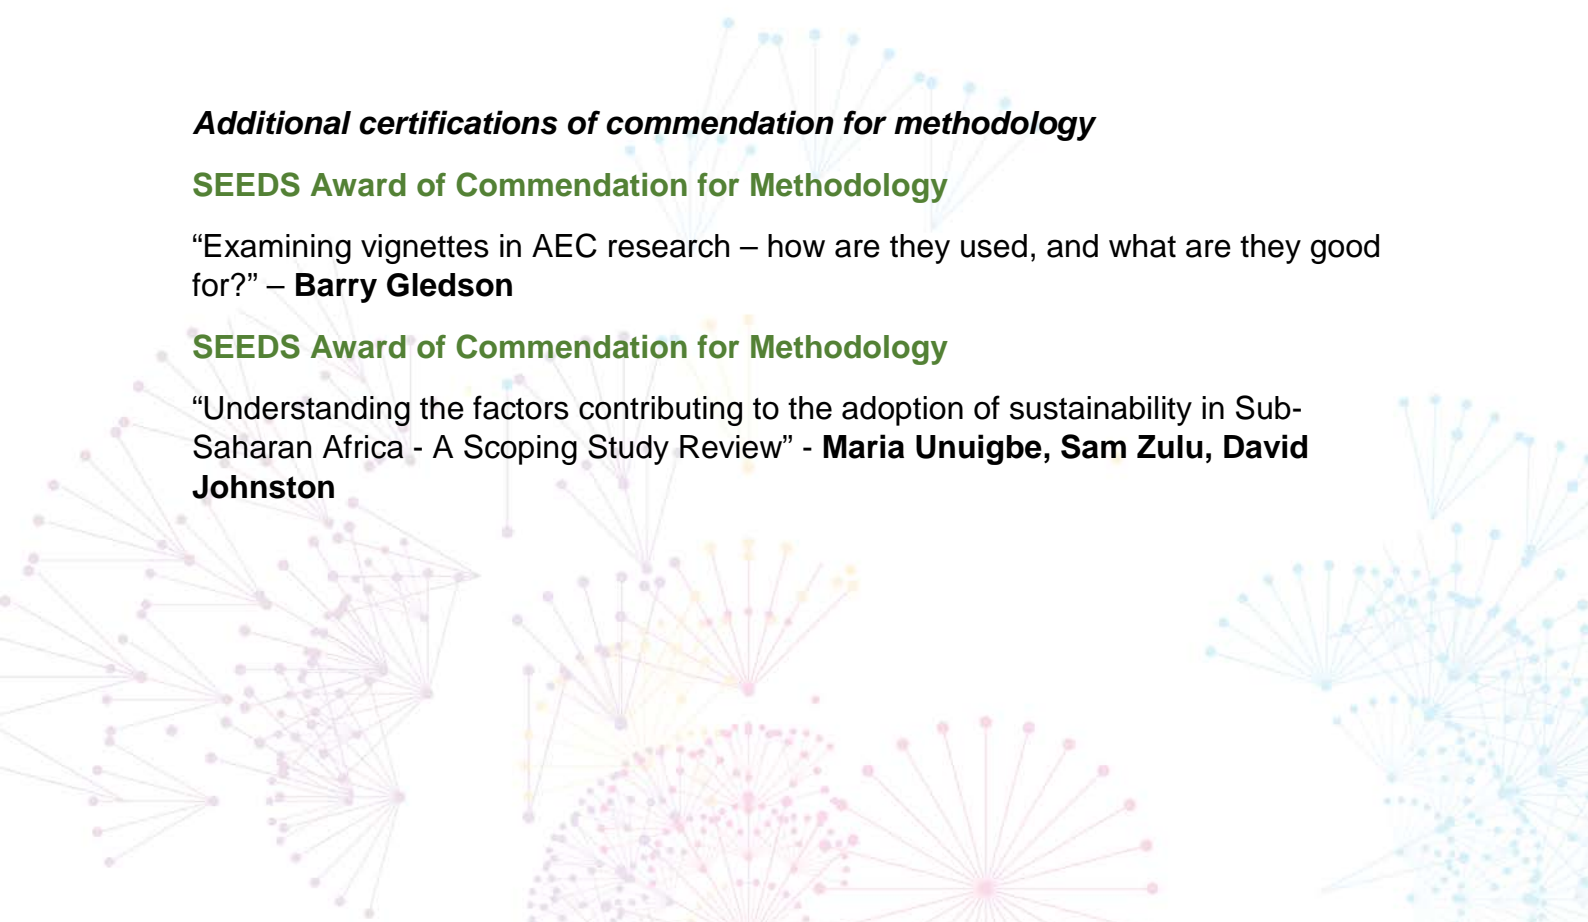 Additional certifications of commendation for methodology
SEEDS Award of Commendation for Methodology
“Examining vignettes in AEC research – how are they used, and what are they good
for?” – Barry Gledson
SEEDS Award of Commendation for Methodology
“Understanding the factors contributing to the adoption of sustainability in Sub-
Saharan Africa - A Scoping Study Review” - Maria Unuigbe, Sam Zulu, David
Johnston